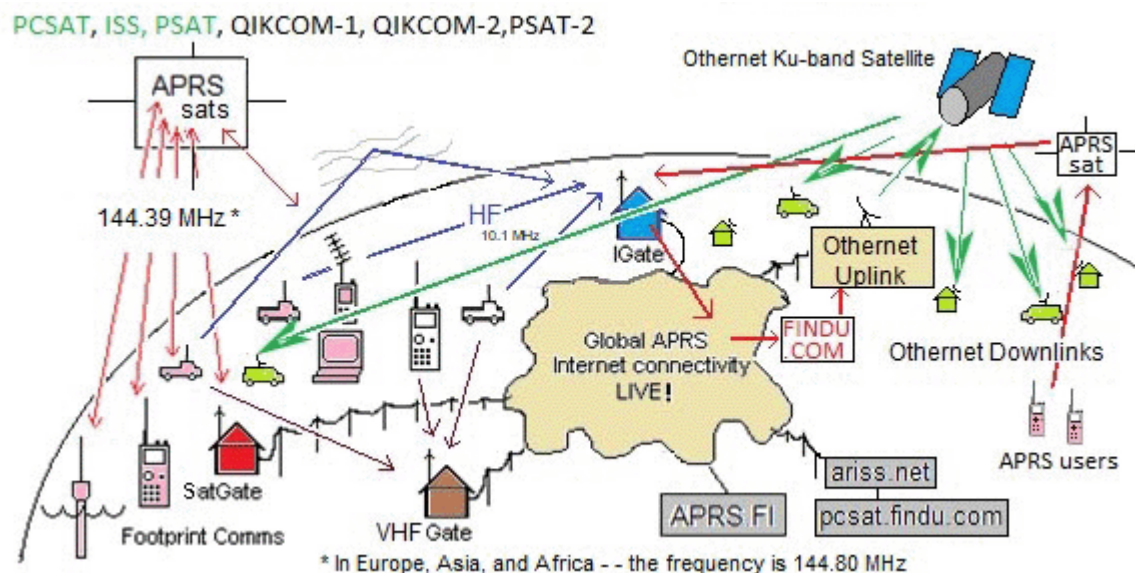 PCSAT, ISS, PSAT, QIKCOM-1, QIKCOM-2,PSAT-2
Othernet Ku-band Satellite
APRS
sats
APRS
sat
144.39 MHz *
HF
10.1 MHz
IGate
Othernet
Uplink
Global APRS
Internet connectivity
LIVE!
FINDU
.COM
Othernet Downlinks
SatGate
Footprint Comms
VHF Gate
APRS users
ariss.net
APRS.FI
pcsat.findu.com
* In Europe, Asia, and Africa - - the frequency is 144.80 MHz